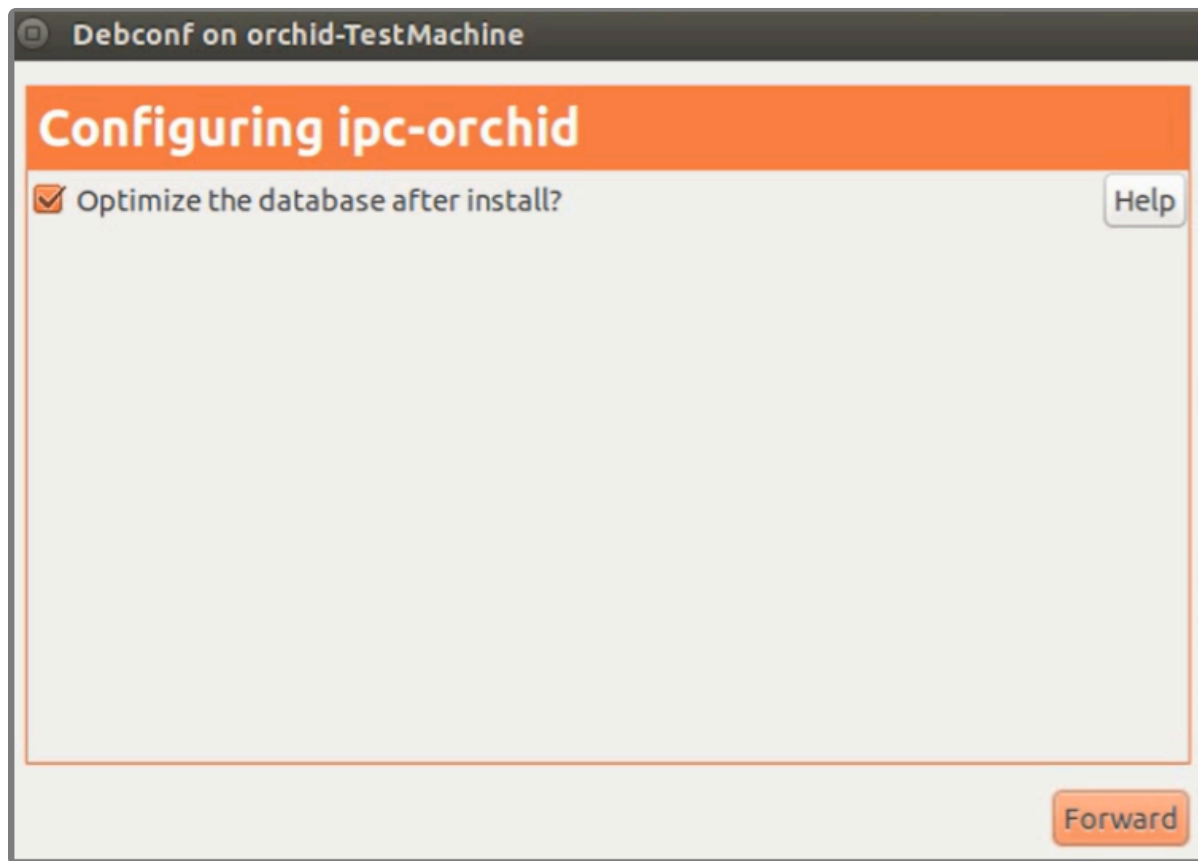 Debconf on orchid-TestMachine
Configuring ipc-orchid
Optimize the database after install?
Help
Forward